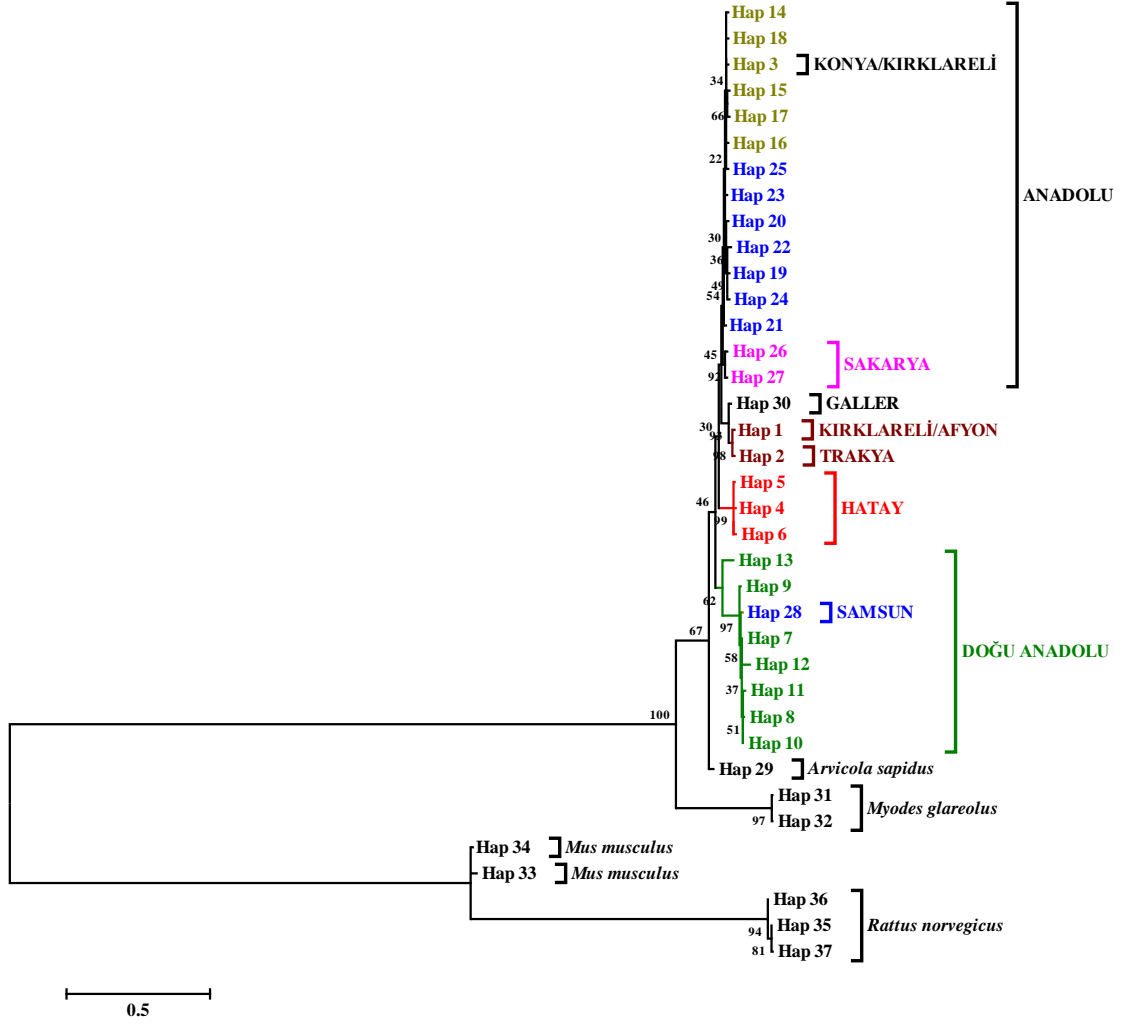 Hap 14
Hap 18
Hap 3 KONYA/KIRKLARELİ
34
Hap 15
66 Hap 17
Hap 16
22
Hap 25
ANADOLU
Hap 23
Hap 20
30
Hap 22
36
Hap 19
49
54 Hap 24
Hap 21
45 Hap 26
SAKARYA
92 Hap 27
Hap 30 GALLER
30
Hap 1 KIRKLARELİ/AFYON
93
98 Hap 2 TRAKYA
Hap 5
46
Hap 4 HATAY
99
Hap 6
Hap 13
Hap 9
62
Hap 28 SAMSUN
97
67
Hap 7
DOĞU ANADOLU
58 Hap 12
37 Hap 11
100
Hap 8
51
Hap 10
Hap 29 Arvicola sapidus
Hap 31
Myodes glareolus
97 Hap 32
Hap 34 Mus musculus
Hap 33 Mus musculus
Hap 36
Hap 35 Rattus norvegicus
94
81 Hap 37
0.5